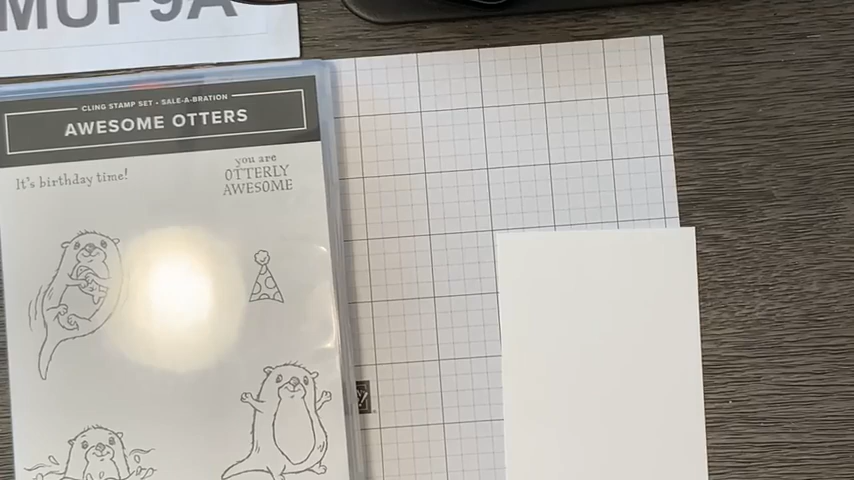 MUF9A
CLING STAMP SET • SALE-A-BRATION
AWESOME OTTERS
It's birthday time!
you are
OTTERLY
AWESOME